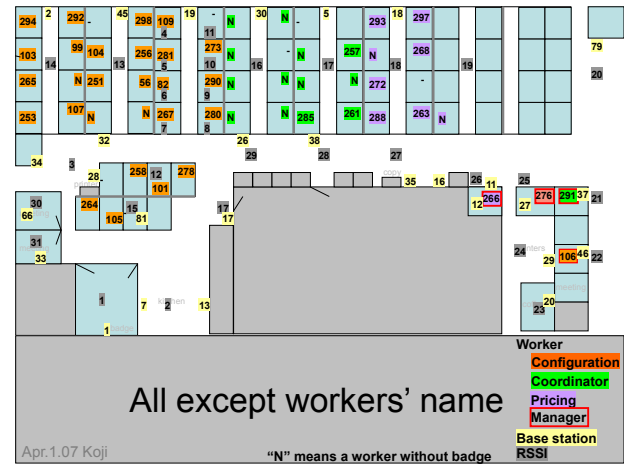 294 2 292 - 45 298 109 19 - N 30 N 5 293 18 297
4 11
103 99 104 256 281 273 N - N 257 N 268 79
14 13 5 10 16 17 18 19 20
265 N 251 56 82 290 N N N 272 -
6 9
253 107 N N 267 280 N N 285 261 288 263 N
7 8
32 26 38
34 3 29 28 27
28 - 258 12 278 copy 35 16 26 11 25
101 12 266 276 291 37 21
30 264 15 17 27
66 105 81 17
31 24 29 106 46 22
33
1 7 2 13 20
23
1 badge
Worker
Configuration
Coordinator
Pricing
Manager
Base station
RSSI
All except workers' name
Apr.1.07 Koji
"N" means a worker without badge